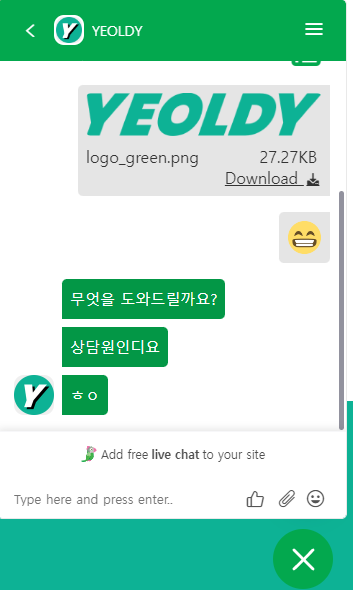 YEOLDY
YEOLDY
logo_green.png 27.27KB
Download
무엇을 도와드릴까요?
상담원인디요
Y ㅎㅇ
Add free live chat to your site
Type here and press enter..